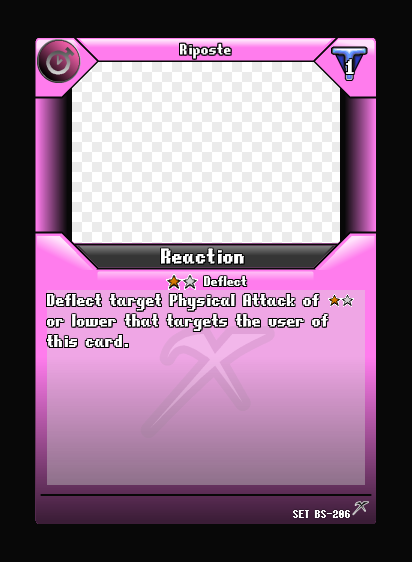 Riposte
1
Reaction
Deflect
Deflect target Physical Attack of
or lower that targets the user of
this card.
SET BS-206